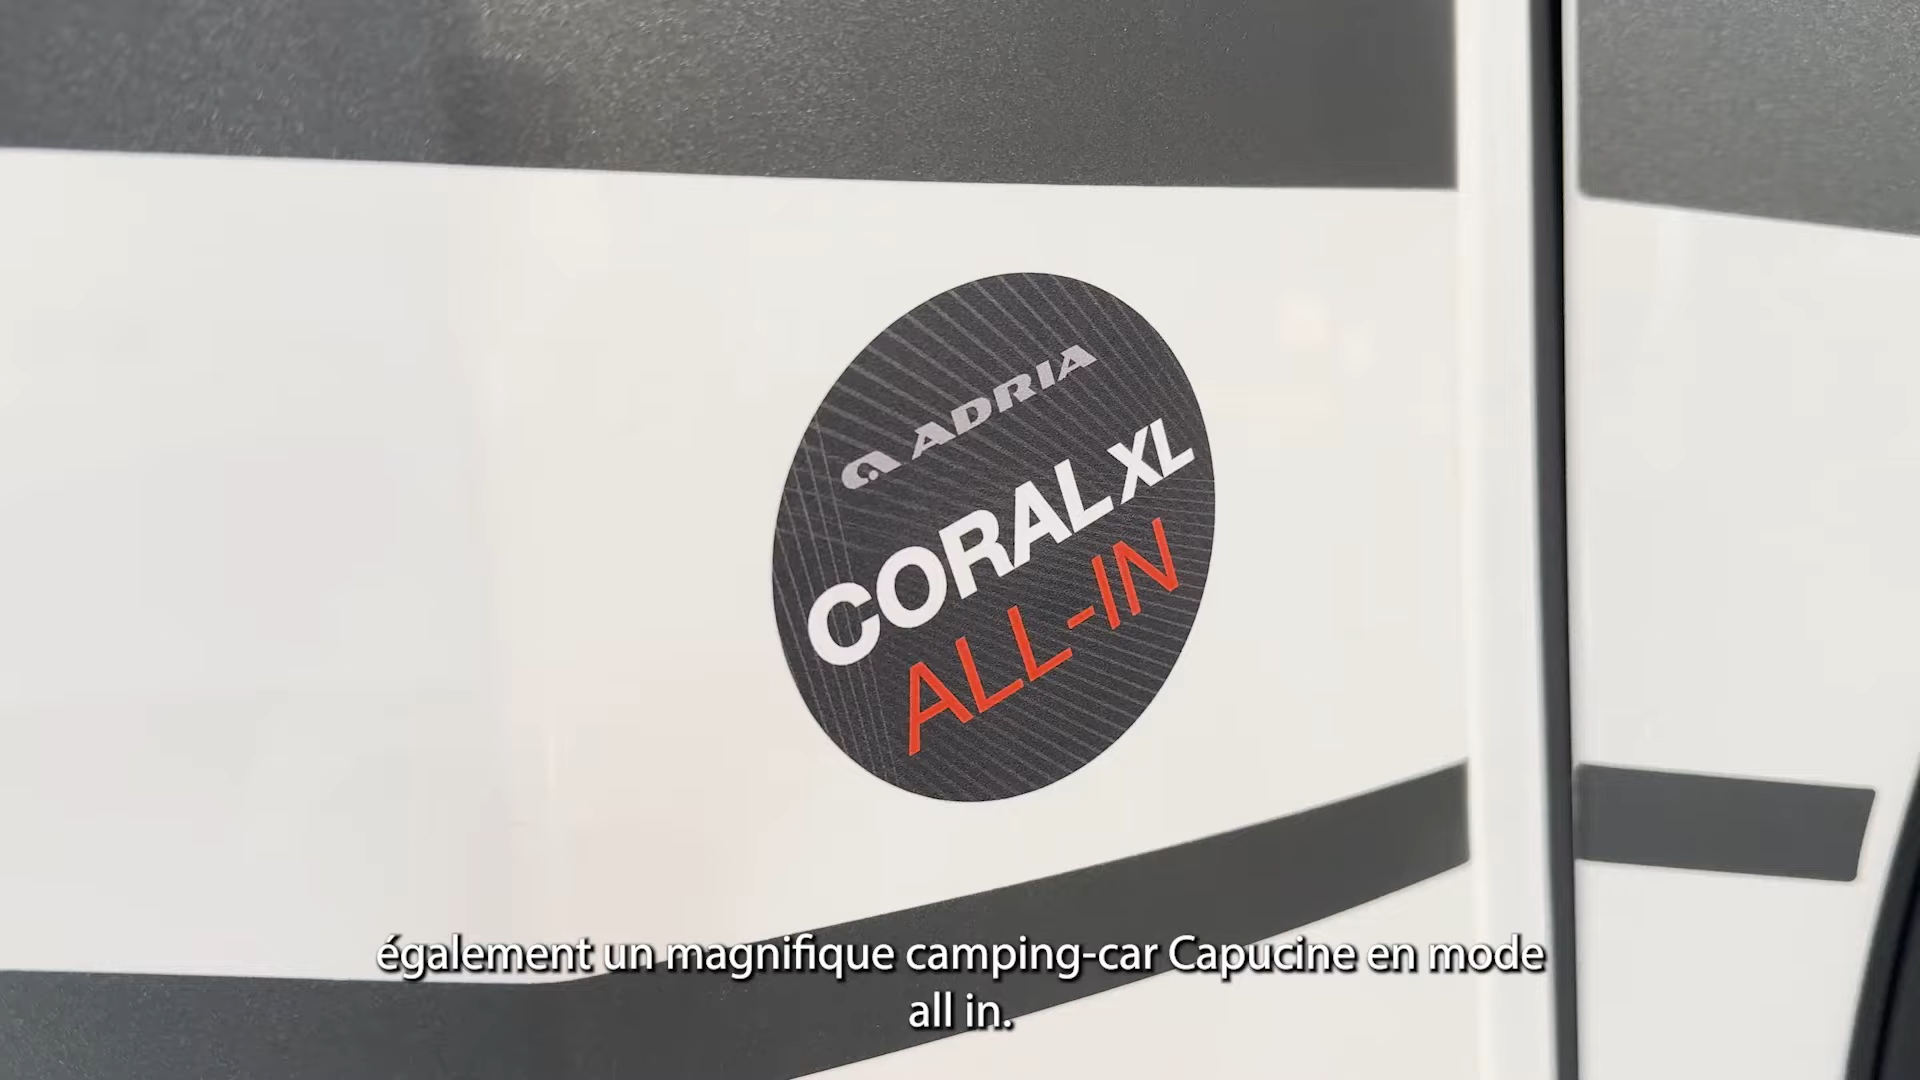 ADRIA
CORAL XL
ALL-IN
également un magnifique camping-car Capucine en mode
all in.